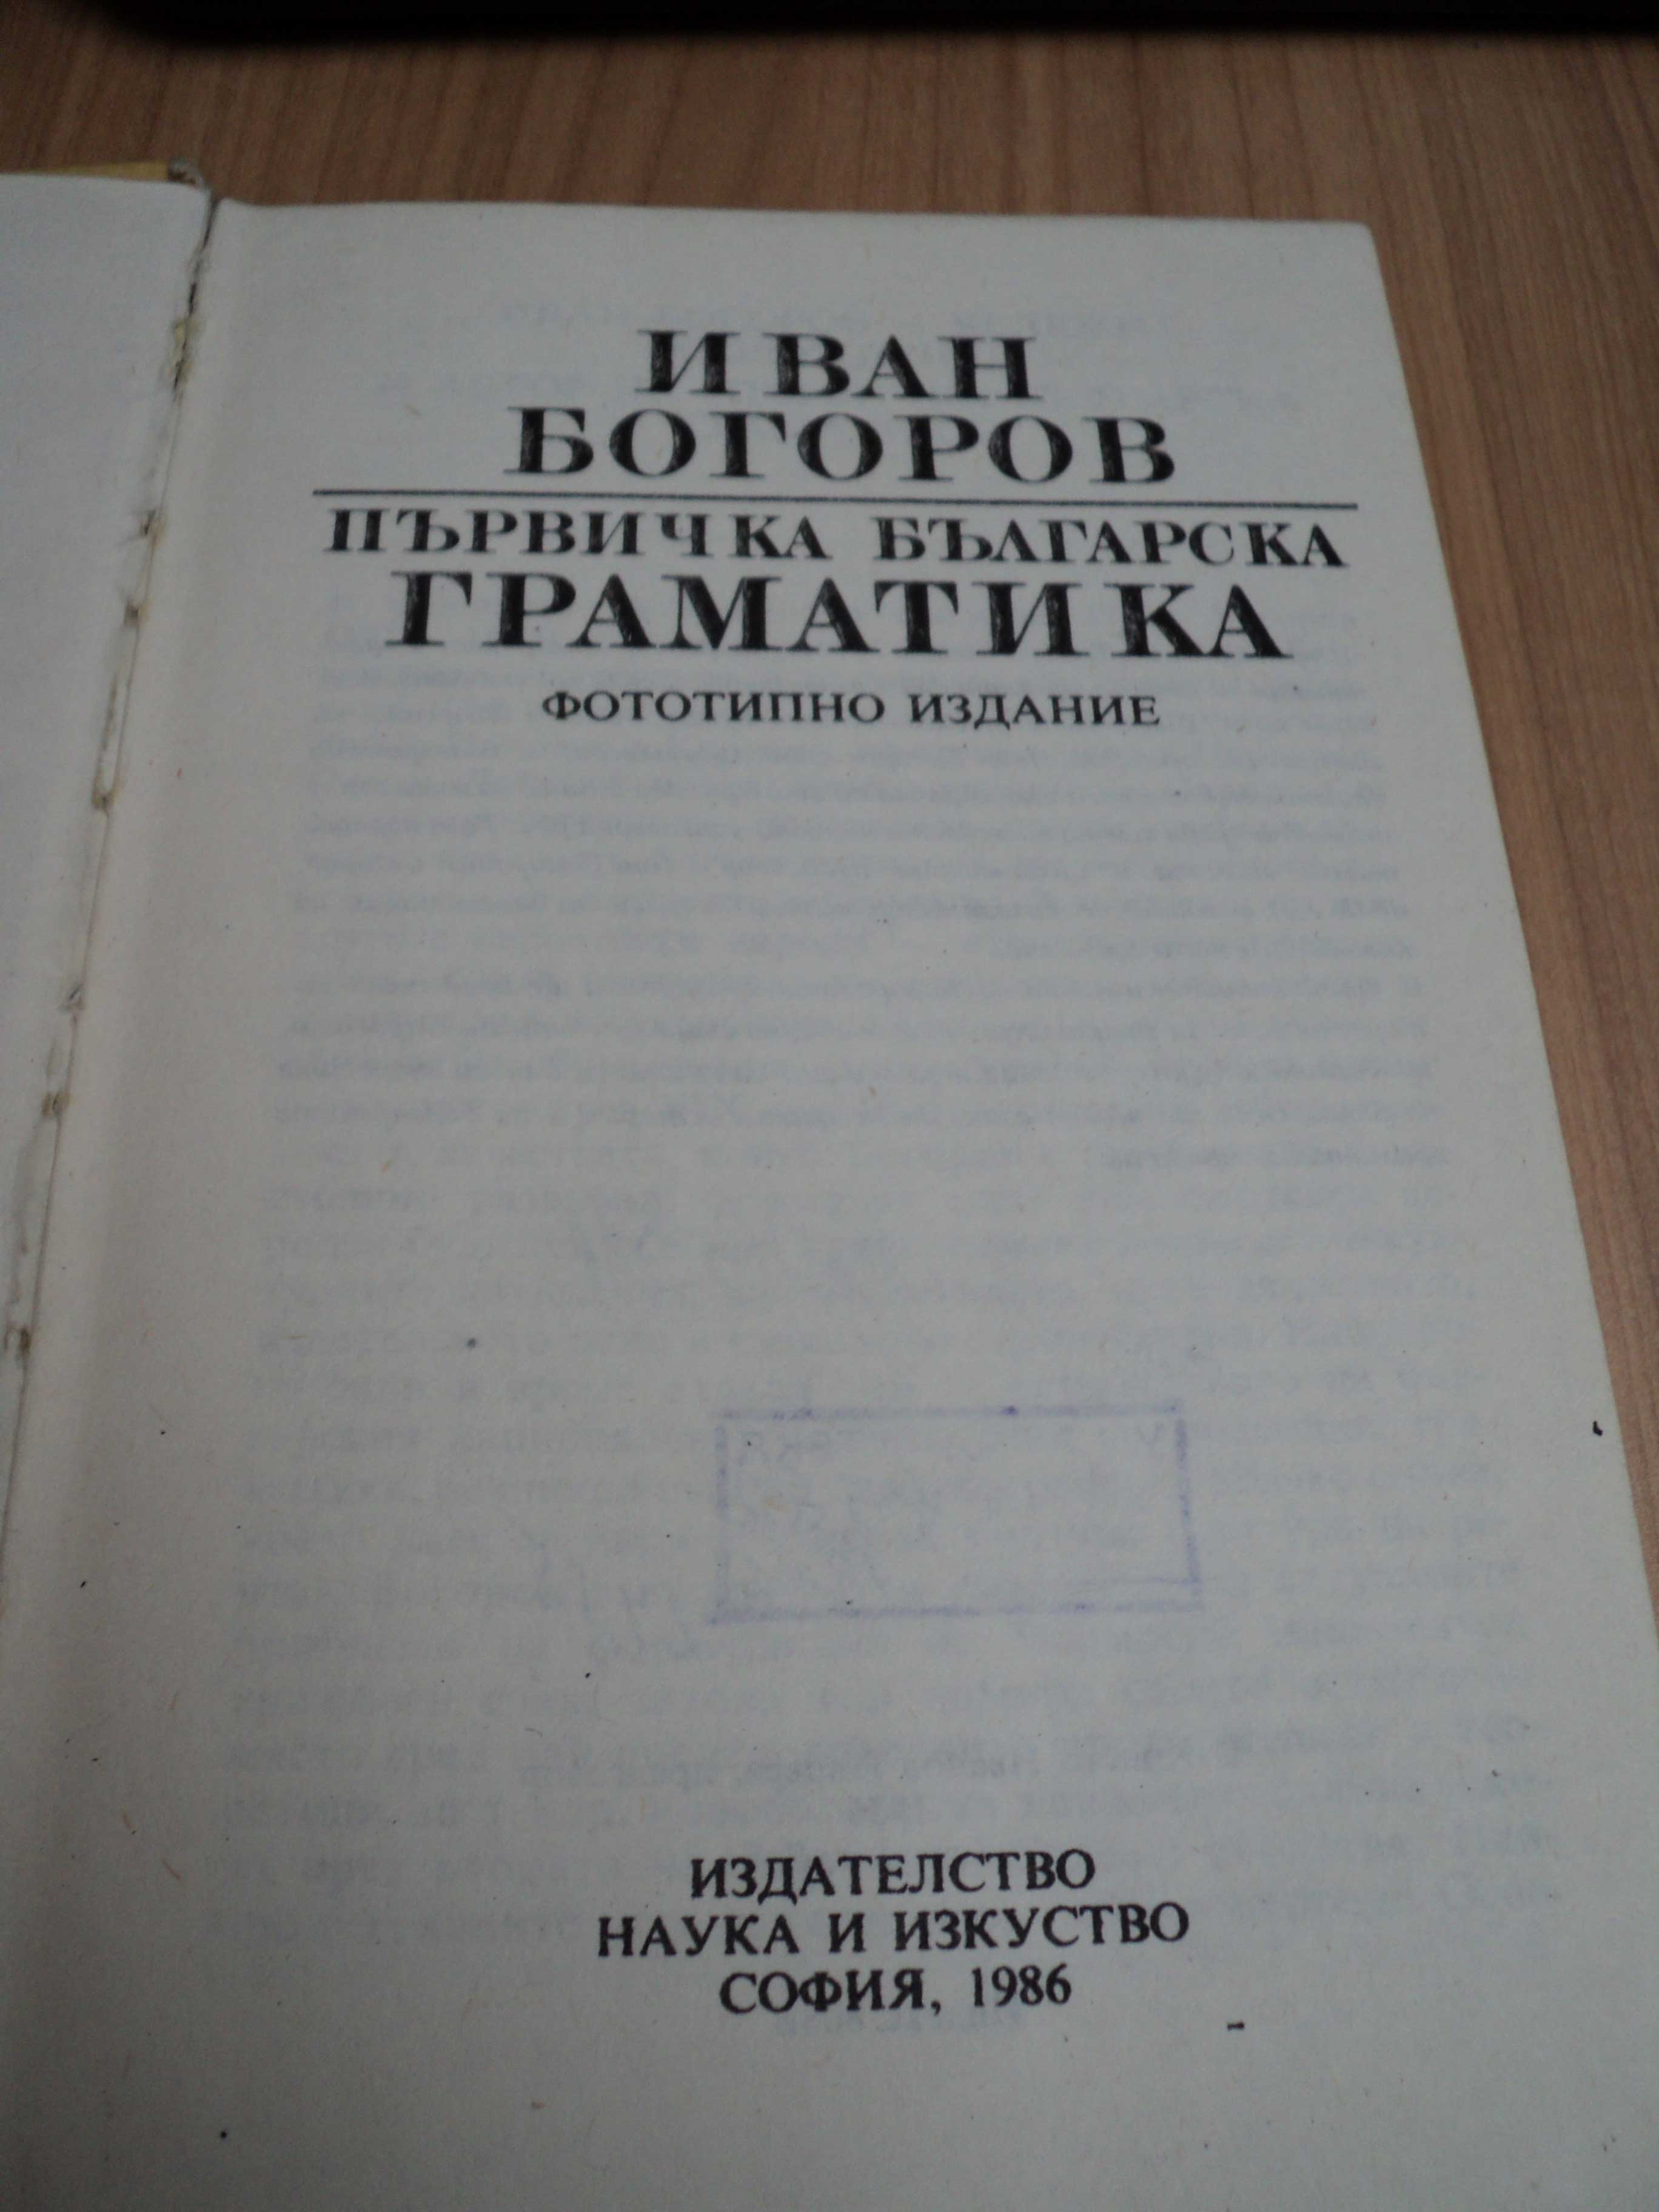 ИВАН
БОГОРОВ
ПЪРВИЧКА БЪЛГАРСКА
ГРАМАТИКА
ФОТОТИПНО ИЗДАНИЕ
ИЗДАТЕЛСТВО
НАУКА И ИЗКУСТВО
СОФИЯ, 1986